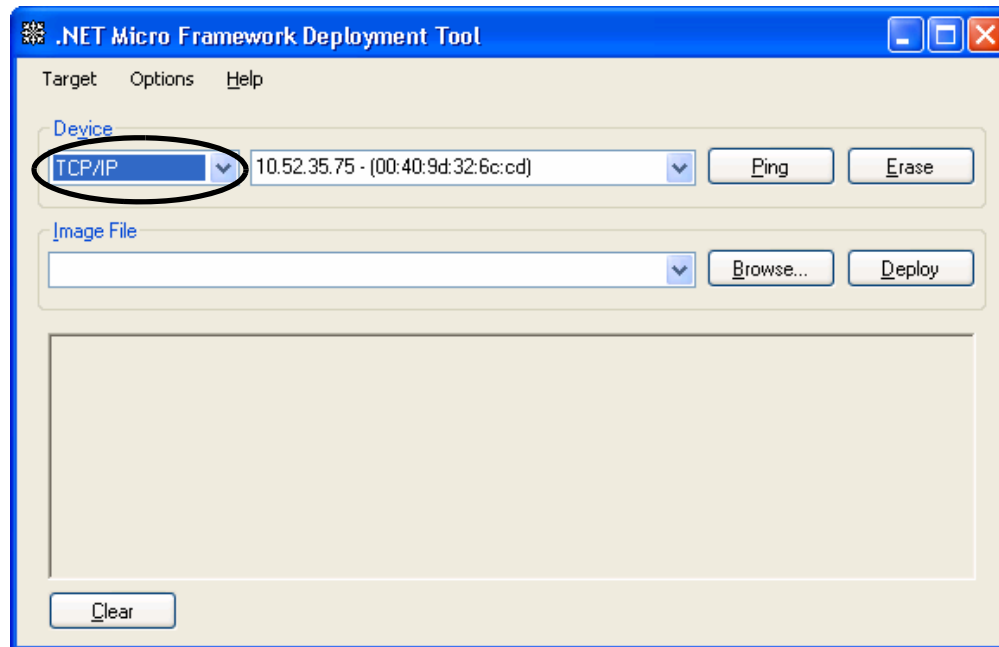 .NET Micro Framework Deployment Tool
Target Options Help
Device
TCP/IP 10.52.35.75 - (00:40:9d:32:6c:cd) Ping Erase
Image File
Browse... Deploy
Clear